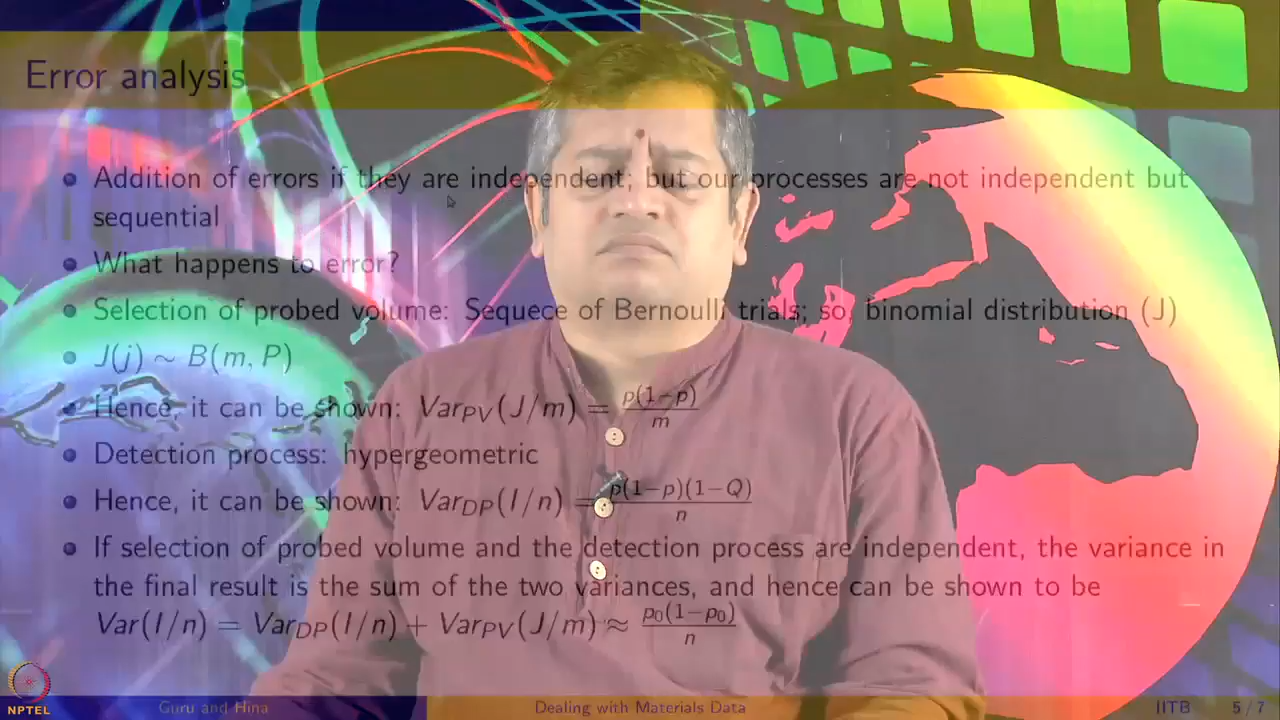 Error analysis
Addition of errors if they are independent; but our processes are not independent but
sequential
What happens to error?
Selection of probed volume: Sequece of Bernoulli trials; so, binomial distribution (J)
J(j) ∼ B(m, P)
Hence, it can be shown: Var_PV(J/m) = p(1−p)/m
Detection process: hypergeometric
Hence, it can be shown: Var_DP(I/n) = p(1−p)(1−Q)/n
If selection of probed volume and the detection process are independent, the variance in
the final result is the sum of the two variances, and hence can be shown to be
Var(I/n) = Var_DP(I/n) + Var_PV(J/m) ≈ p₀(1−p₀)/n
NPTEL
Guru and Hina
Dealing with Materials Data
IITB
5 / 7